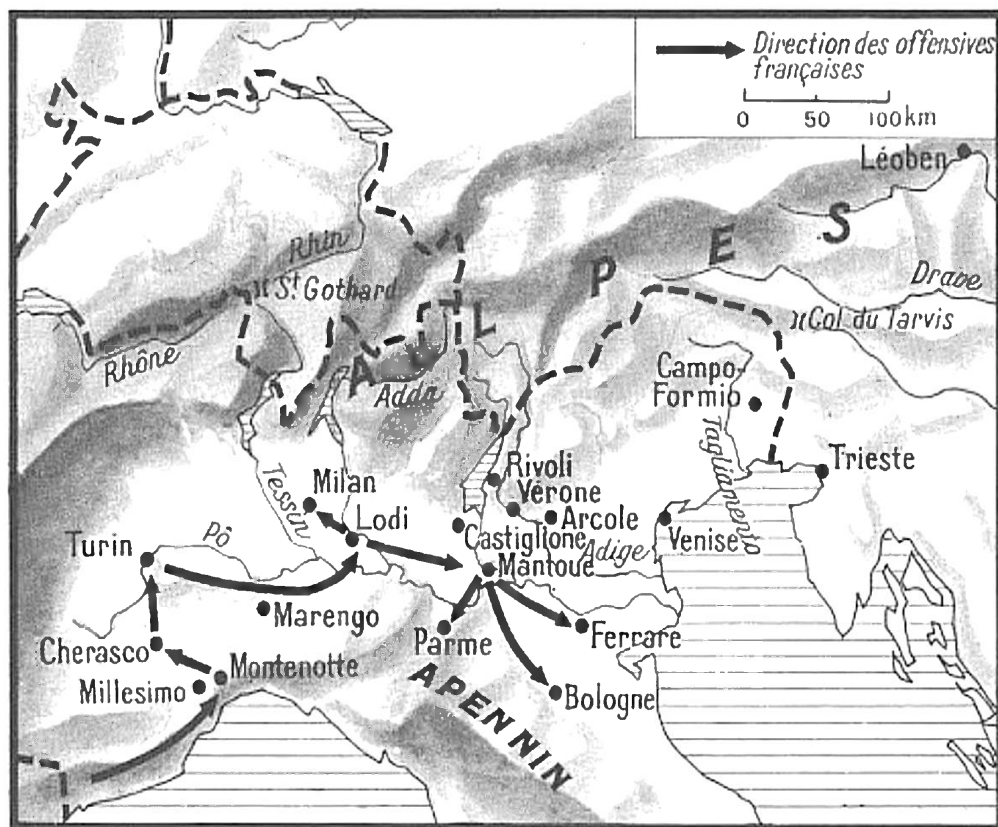 Direction des offensives
françaises
0 50 100 km
Léoben
A L P E S
Rhin
St Gothard
Drave
Col du Tarvis
Rhône
Adda
Campo-
Formio
Tagliamento
Tessin
Milan
Rivoli
Vérone
Trieste
Lodi
Arcole
Pô
Castiglione
Adige
Venise
Turin
Mantoue
Marengo
Ferrare
Parme
Cherasco
Montenotte
Millesimo
Bologne
APENNIN